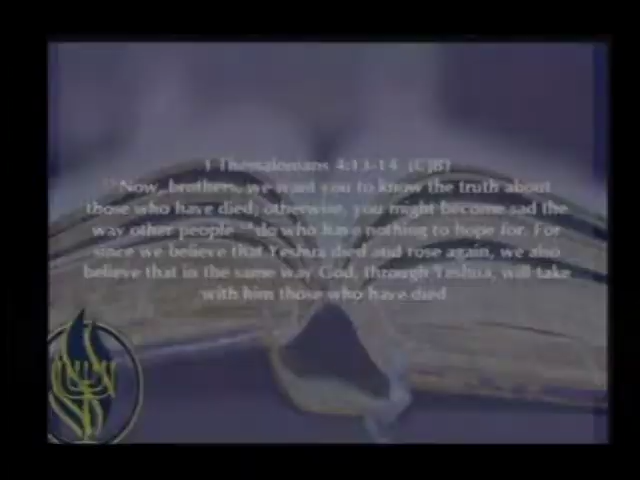 1 Thessalonians 4:13-14 (CJB)
13 Now, brothers, we want you to know the truth about
those who have died; otherwise, you might become sad the
way other people 14 do who have nothing to hope for. For
since we believe that Yeshua died and rose again, we also
believe that in the same way God, through Yeshua, will take
with him those who have died